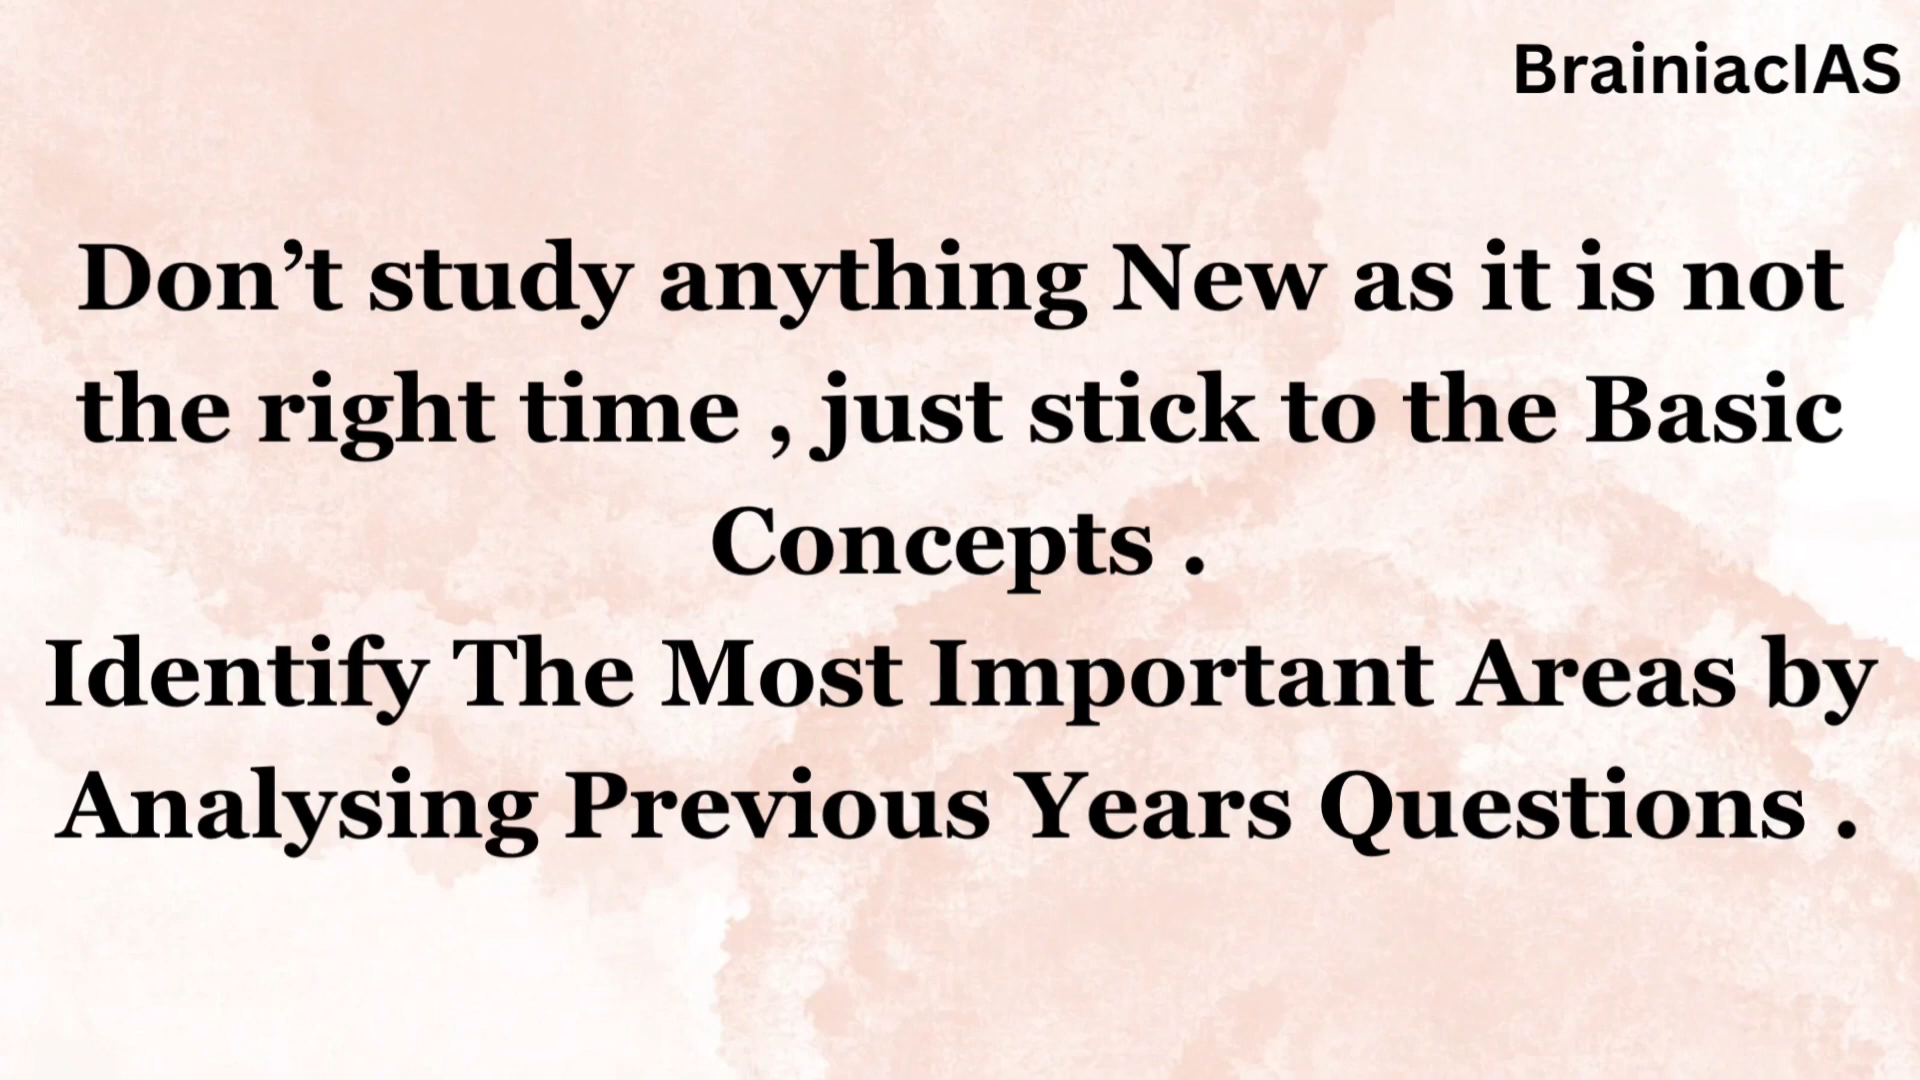 BrainiacIAS
Don’t study anything New as it is not
the right time , just stick to the Basic
Concepts .
Identify The Most Important Areas by
Analysing Previous Years Questions .